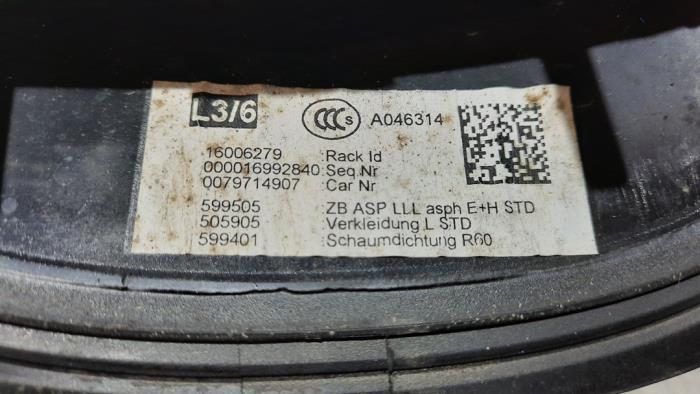 L3/6 CCC S A046314
16006279 :Rack Id
000016992840:Seq.Nr
0079714907 :Car Nr
599505 :ZB ASP LLL asph E+H STD
505905 :Verkleidung L STD
599401 :Schaumdichtung R60